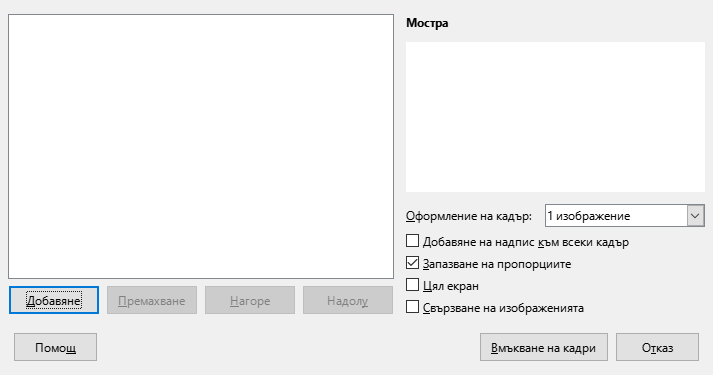 Мостра
Оформление на кадър: 1 изображение
Добавяне на надпис към всеки кадър
Запазване на пропорциите
Цял екран
Свързване на изображенията
Добавяне Премахване Нагоре Надолу
Помощ Вмъкване на кадри Отказ